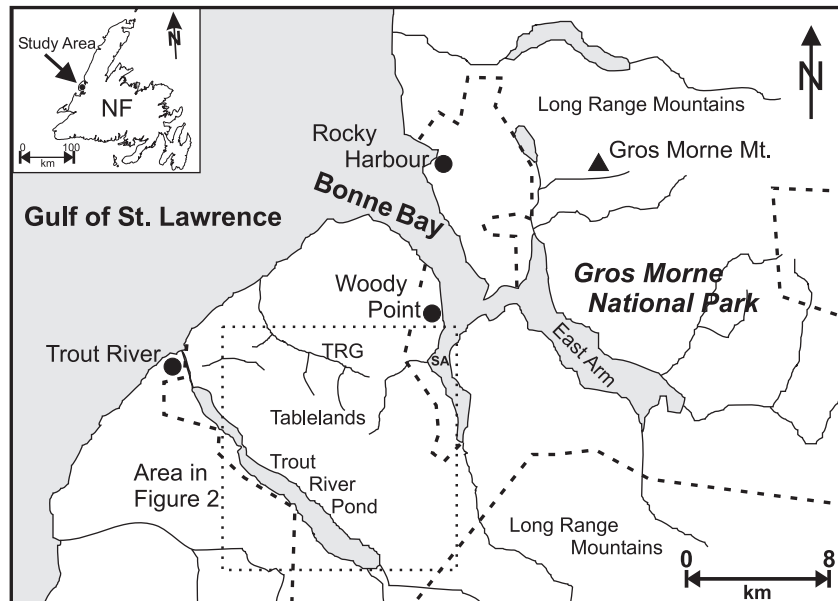 Study Area
N
NF
0 100
km
N
Long Range Mountains
Rocky
Harbour
Gros Morne Mt.
Bonne Bay
Gulf of St. Lawrence
Gros Morne
National Park
Woody
Point
Trout River
TRG
SA
East Arm
Tablelands
Area in
Figure 2
Trout
River
Pond
Long Range
Mountains
0 8
km